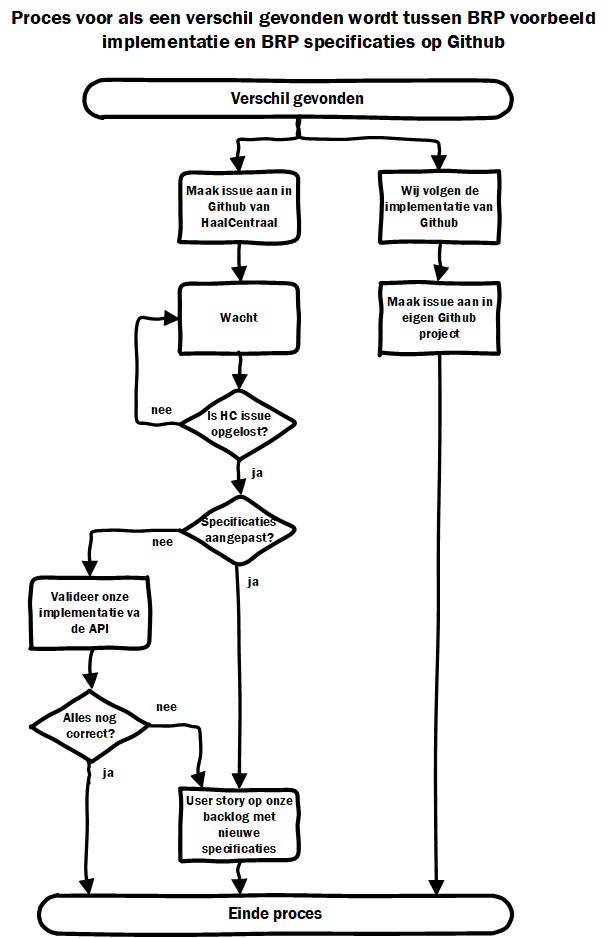 Proces voor als een verschil gevonden wordt tussen BRP voorbeeld
implementatie en BRP specificaties op Github
Verschil gevonden
Maak issue aan in
Github van
HaalCentraal
Wij volgen de
implementatie van
Github
Wacht
Maak issue aan in
eigen Github
project
nee
Is HC issue
opgelost?
ja
Specificaties
aangepast?
nee
ja
Valideer onze
implementatie va
de API
nee
Alles nog
correct?
ja
User story op onze
backlog met
nieuwe
specificaties
Einde proces